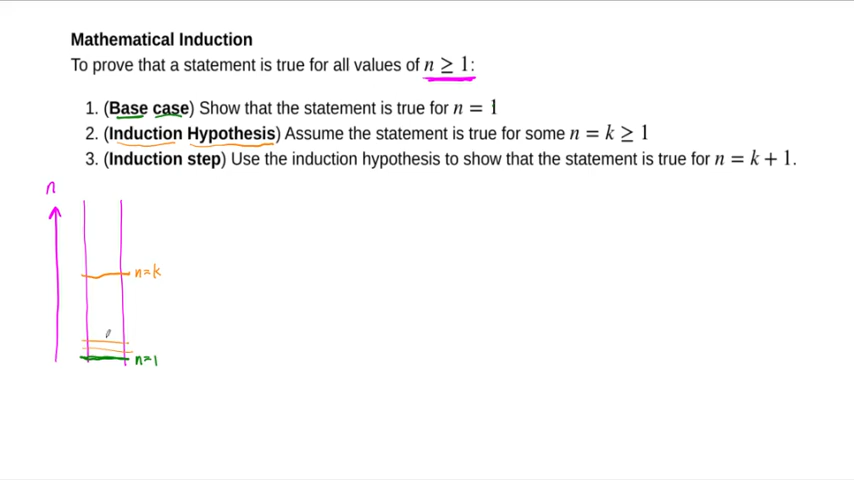 Mathematical Induction
To prove that a statement is true for all values of n ≥ 1:
1. (Base case) Show that the statement is true for n = 1
2. (Induction Hypothesis) Assume the statement is true for some n = k ≥ 1
3. (Induction step) Use the induction hypothesis to show that the statement is true for n = k + 1.
n
n=k
n=1